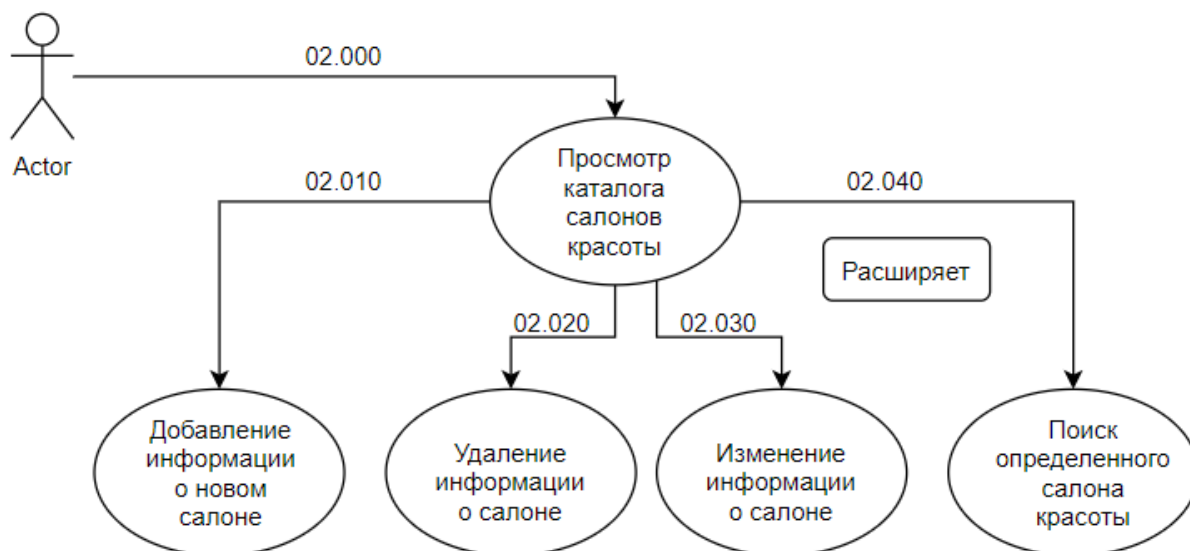 02.000
Actor
Просмотр
каталога
салонов
красоты
02.010
02.040
Расширяет
02.020
02.030
Добавление
информации
о новом
салоне
Удаление
информации
о салоне
Изменение
информации
о салоне
Поиск
определенного
салона
красоты